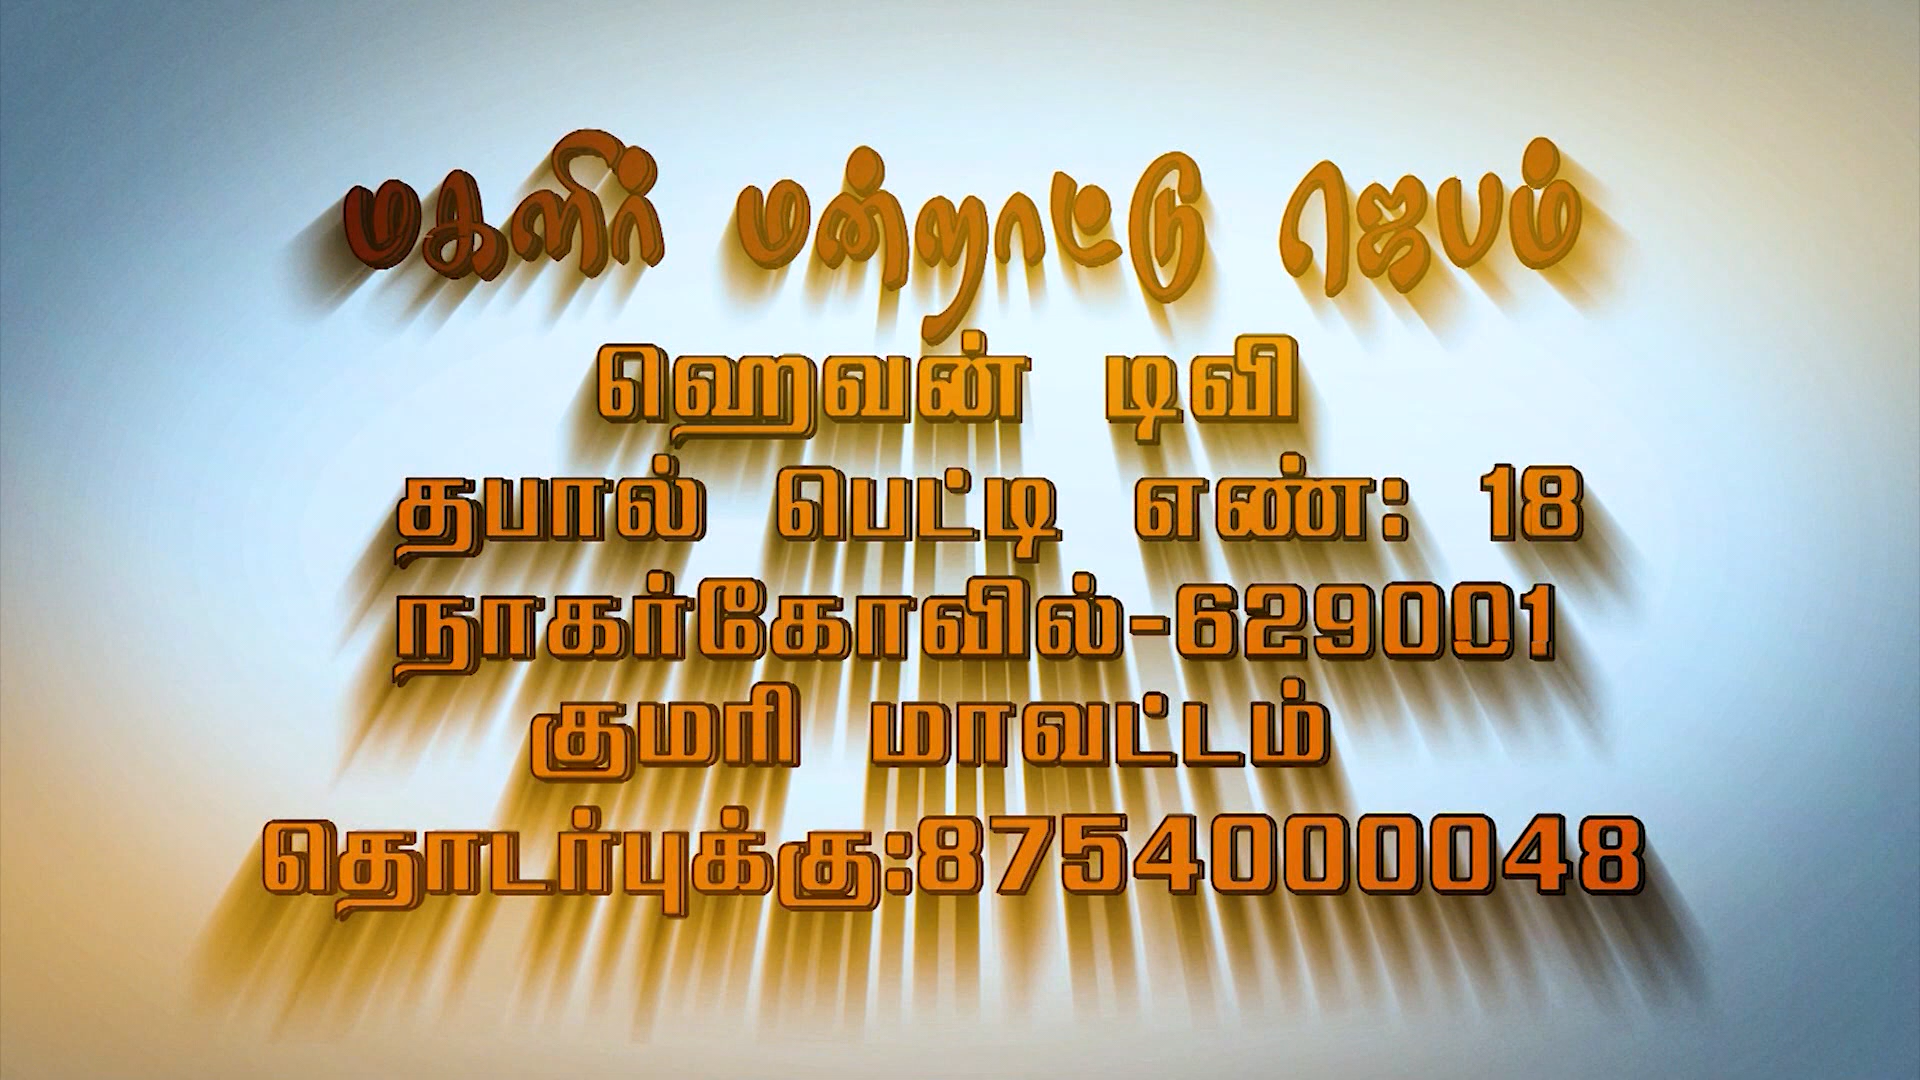 மகளிர் மன்றாட்டு ஜெபம்
ஹெவன் டிவி
தபால் பெட்டி எண்: 18
நாகர்கோவில்-629001
குமரி மாவட்டம்
தொடர்புக்கு:8754000048